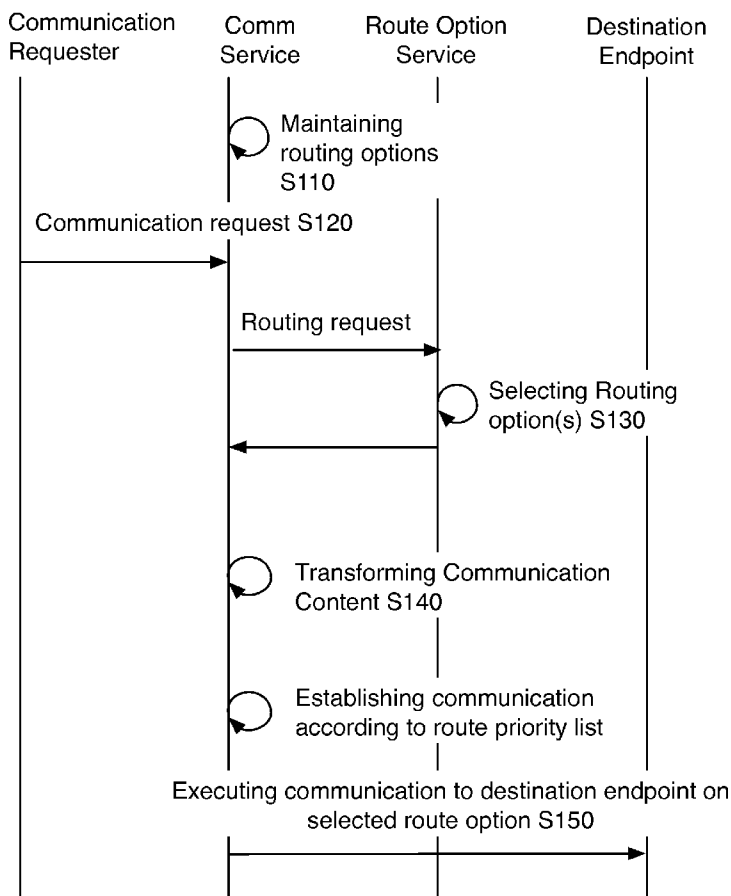 Communication
Requester
Comm
Service
Route Option
Service
Destination
Endpoint
Maintaining
routing options
S110
Communication request S120
Routing request
Selecting Routing
option(s) S130
Transforming Communication
Content S140
Establishing communication
according to route priority list
Executing communication to destination endpoint on
selected route option S150